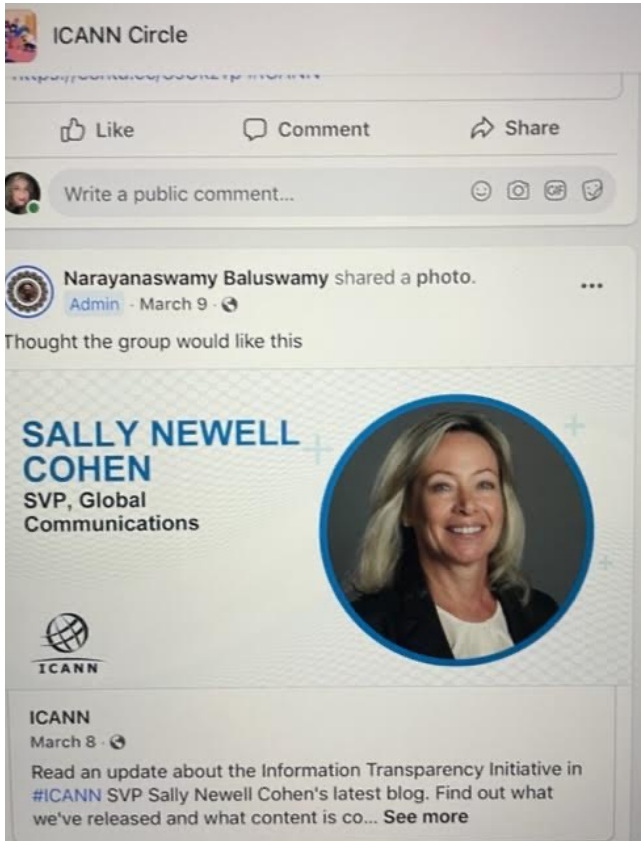 ICANN Circle
Like
Comment
Share
Write a public comment...
GIF
Narayanaswamy Baluswamy shared a photo.
Admin · March 9 ·
Thought the group would like this
SALLY NEWELL
COHEN
SVP, Global
Communications
ICANN
ICANN
March 8 ·
Read an update about the Information Transparency Initiative in
#ICANN SVP Sally Newell Cohen's latest blog. Find out what
we've released and what content is co... See more